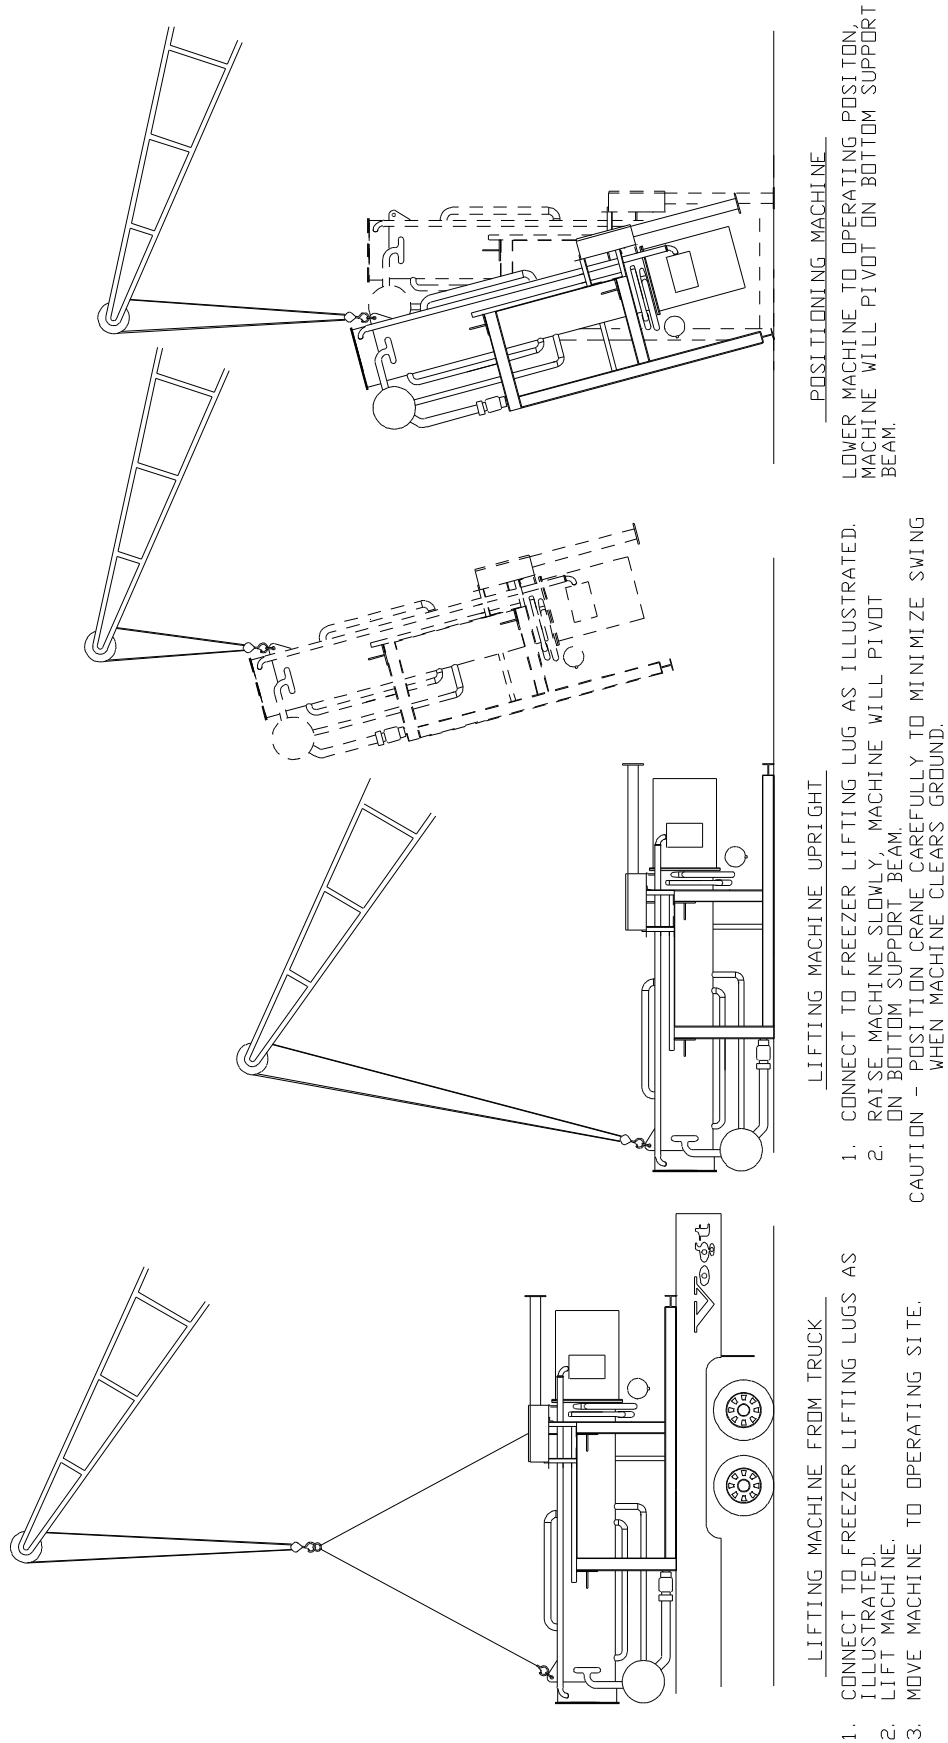 Vogt
LIFTING MACHINE FROM TRUCK
1. CONNECT TO FREEZER LIFTING LUGS AS
ILLUSTRATED.
2. LIFT MACHINE.
3. MOVE MACHINE TO OPERATING SITE.
LIFTING MACHINE UPRIGHT
1. CONNECT TO FREEZER LIFTING LUG AS ILLUSTRATED.
2. RAISE MACHINE SLOWLY, MACHINE WILL PIVOT
ON BOTTOM SUPPORT BEAM.
CAUTION - POSITION CRANE CAREFULLY TO MINIMIZE SWING
WHEN MACHINE CLEARS GROUND.
POSITIONING MACHINE
LOWER MACHINE TO OPERATING POSITON,
MACHINE WILL PIVOT ON BOTTOM SUPPORT
BEAM.